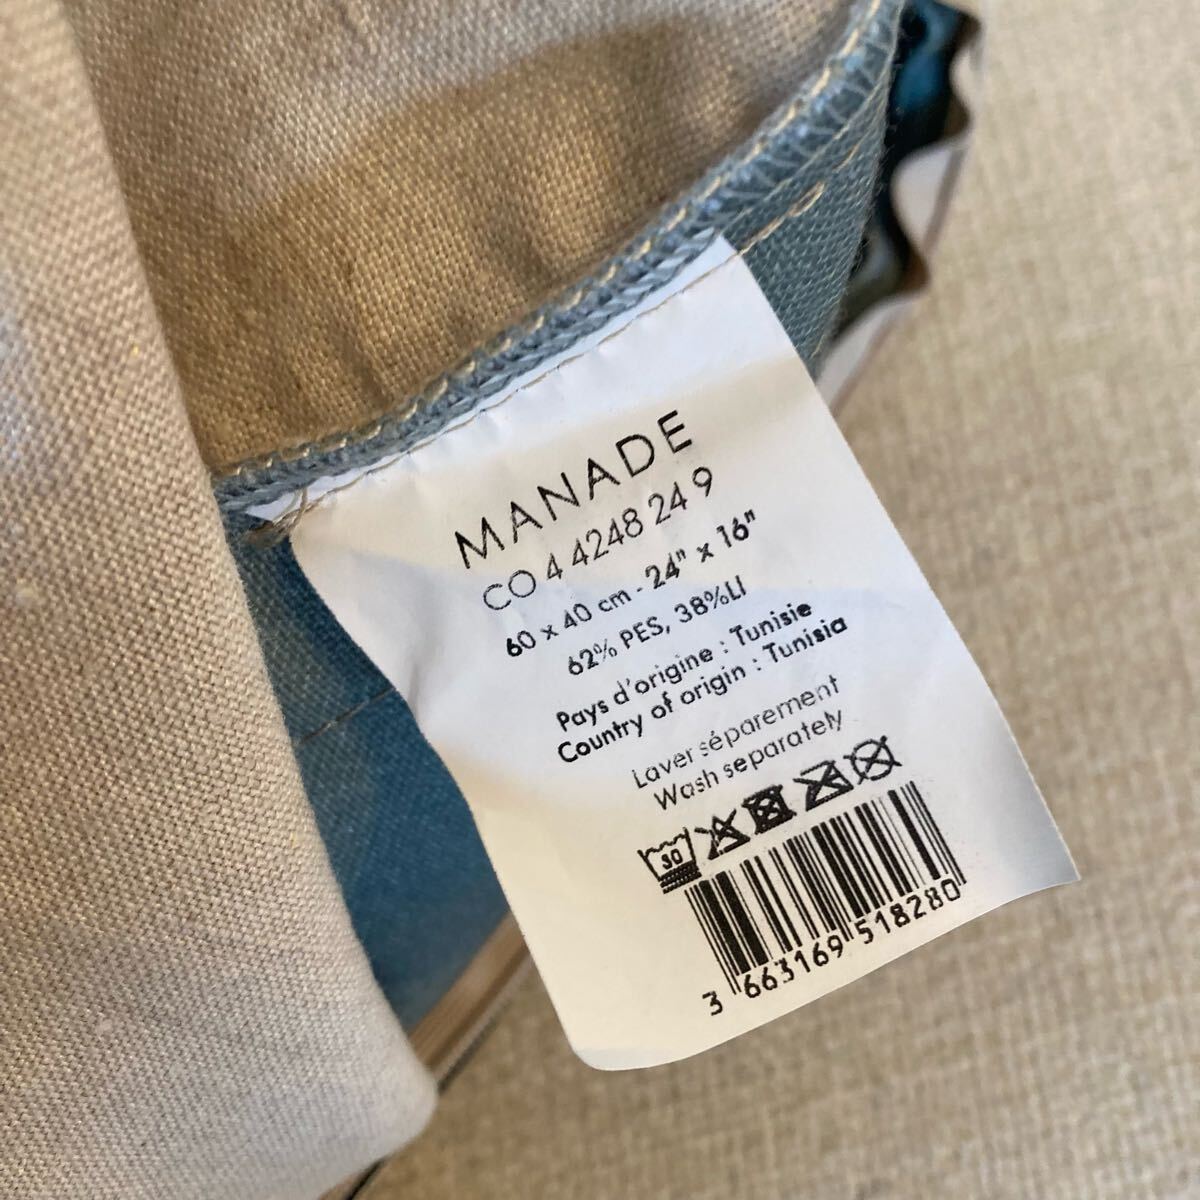 MANADE
CO 4 4248 24 9
60 x 40 cm - 24" x 16"
62% PES, 38%LI
Pays d'origine : Tunisie
Country of origin : Tunisia
Laver séparement
Wash separately
30
3 663169 518280